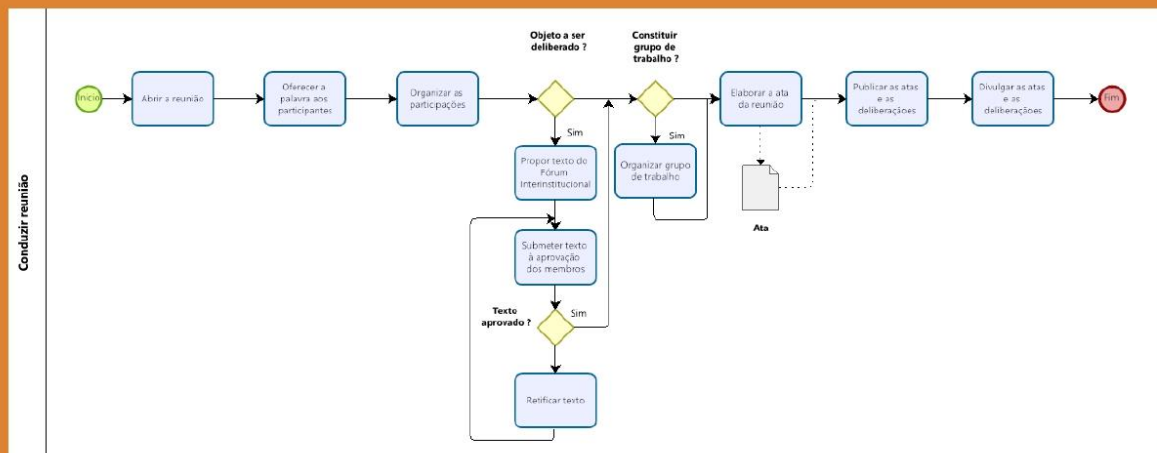 Conduzir reunião
Objeto a ser
deliberado ?
Constituir
grupo de
trabalho ?
Início
Abrir a reunião
Oferecer a
palavra aos
participantes
Organizar as
participações
Elaborar a ata
da reunião
Publicar as atas
e as
deliberações
Divulgar as atas
e as
deliberações
Fim
Sim
Sim
Propor texto do
Fórum
Interinstitucional
Organizar grupo
de trabalho
Ata
Submeter texto
à aprovação
dos membros
Texto
aprovado ?
Sim
Retificar texto